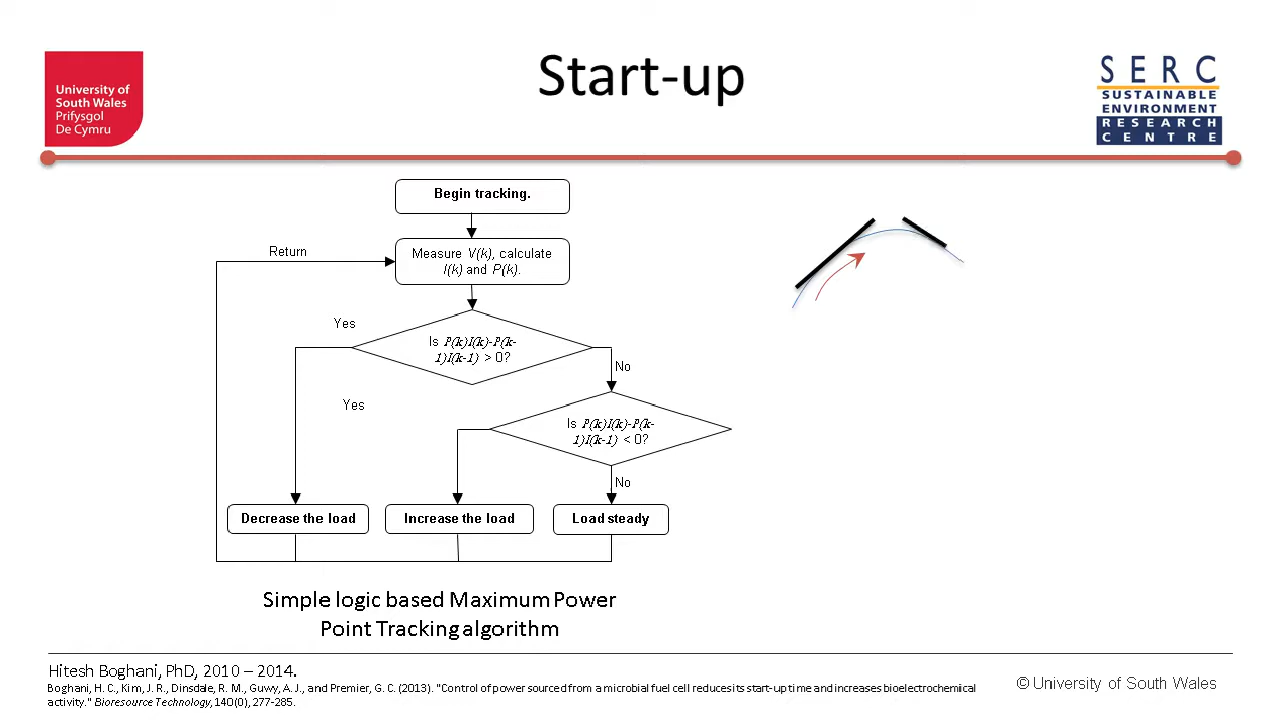 University of
South Wales
Prifysgol
De Cymru
Start-up
SERC
SUSTAINABLE
ENVIRONMENT
RESEARCH
CENTRE
Begin tracking.
Return
Measure V(k), calculate
I(k) and P(k).
Yes
Is P(k)I(k)-P(k-
1)I(k-1) > 0?
No
Yes
Is P(k)I(k)-P(k-
1)I(k-1) < 0?
No
Decrease the load
Increase the load
Load steady
Simple logic based Maximum Power
Point Tracking algorithm
Hitesh Boghani, PhD, 2010 – 2014.
Boghani, H. C., Kim, J. R., Dinsdale, R. M., Guwy, A. J., and Premier, G. C. (2013). "Control of power sourced from a microbial fuel cell reduces its start-up time and increases bioelectrochemical
activity." Bioresource Technology, 140(0), 277-285.
© University of South Wales